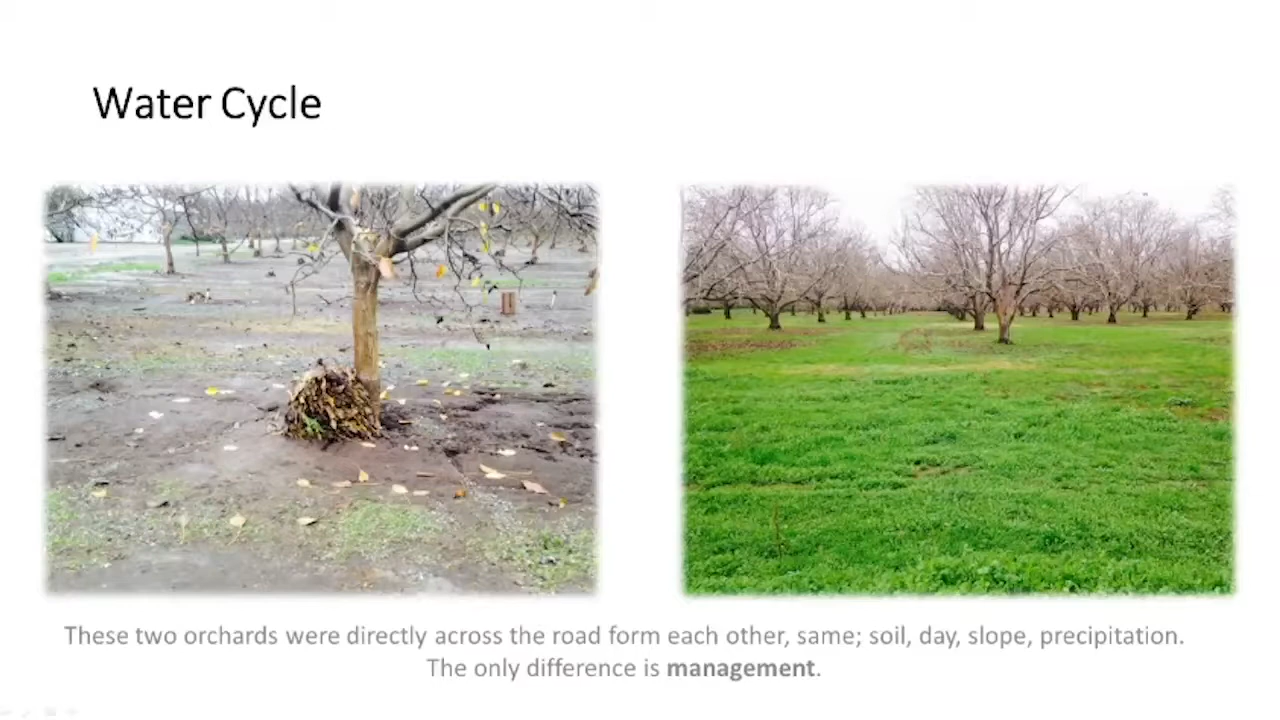 Water Cycle
These two orchards were directly across the road form each other, same; soil, day, slope, precipitation.
The only difference is management.